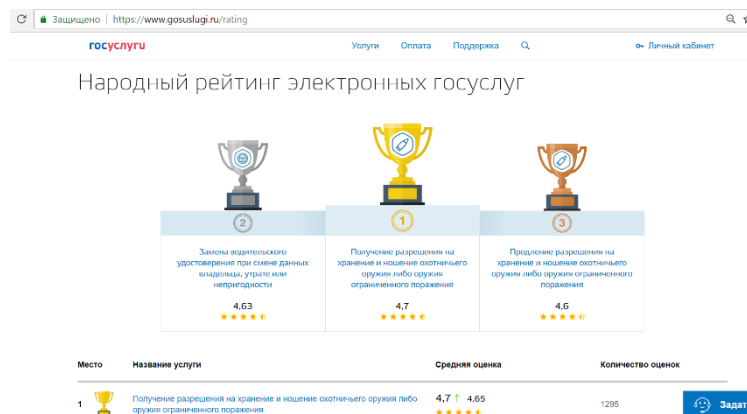 Защищено | https://www.gosuslugi.ru/rating
госуслуги Услуги Оплата Поддержка Личный кабинет
Народный рейтинг электронных госуслуг
2
1
3
Замена водительского
удостоверения при смене данных
владельца, утрате или
непригодности
4,63
Получение разрешения на
хранение и ношение охотничьего
оружия либо оружия
ограниченного поражения
4,7
Продление разрешения на
хранение и ношение охотничьего
оружия либо оружия ограниченного
поражения
4,6
Место Название услуги Средняя оценка Количество оценок
1 Получение разрешения на хранение и ношение охотничьего оружия либо
оружия ограниченного поражения
4,7 ↑ 4,65
1295
Задат